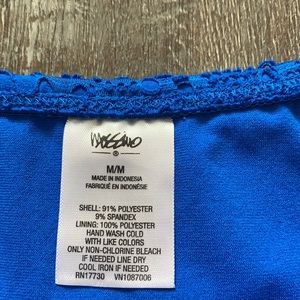 Mossimo
®
M/M
MADE IN INDONESIA
FABRIQUÉ EN INDONÉSIE
SHELL: 91% POLYESTER
9% SPANDEX
LINING: 100% POLYESTER
HAND WASH COLD
WITH LIKE COLORS
ONLY NON-CHLORINE BLEACH
IF NEEDED LINE DRY
COOL IRON IF NEEDED
RN17730 VN1087006